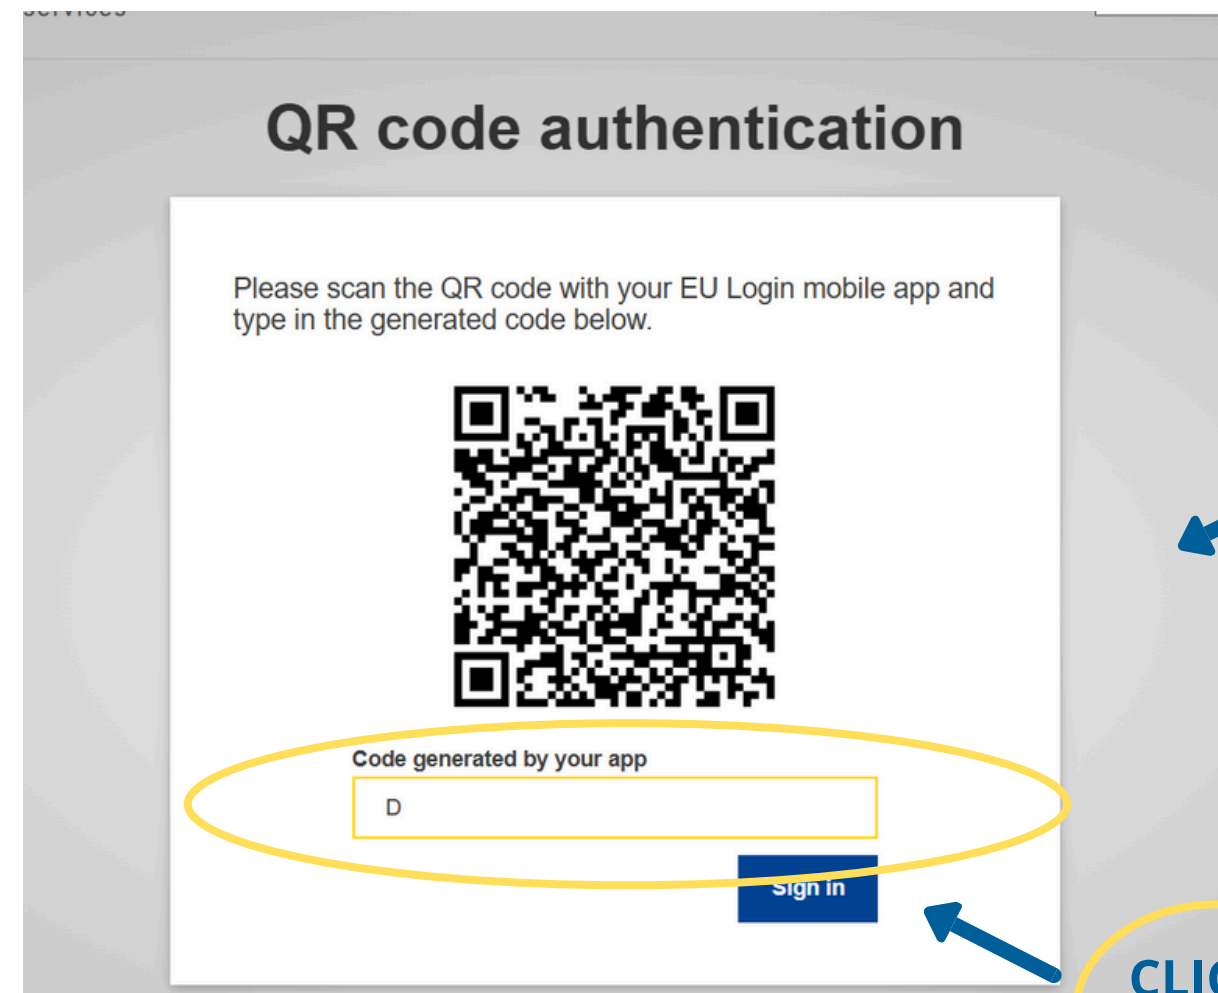 QR code authentication
Please scan the QR code with your EU Login mobile app and
type in the generated code below.
Code generated by your app
D
Sign in